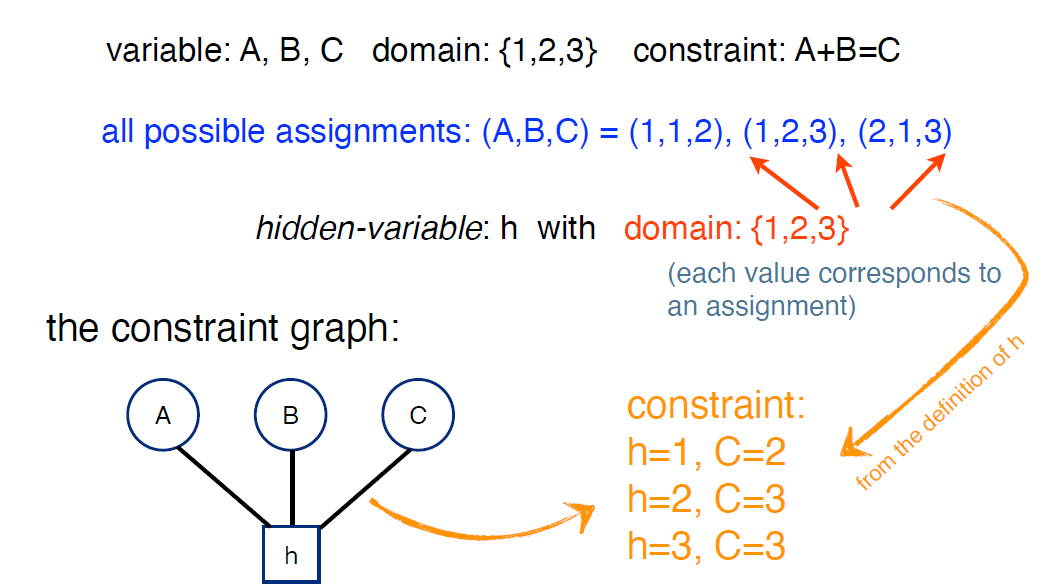 variable: A, B, C   domain: {1,2,3}   constraint: A+B=C
all possible assignments: (A,B,C) = (1,1,2), (1,2,3), (2,1,3)
hidden-variable: h  with   domain: {1,2,3}
(each value corresponds to
an assignment)
the constraint graph:
A
B
C
h
constraint:
h=1, C=2
h=2, C=3
h=3, C=3
from the definition of h